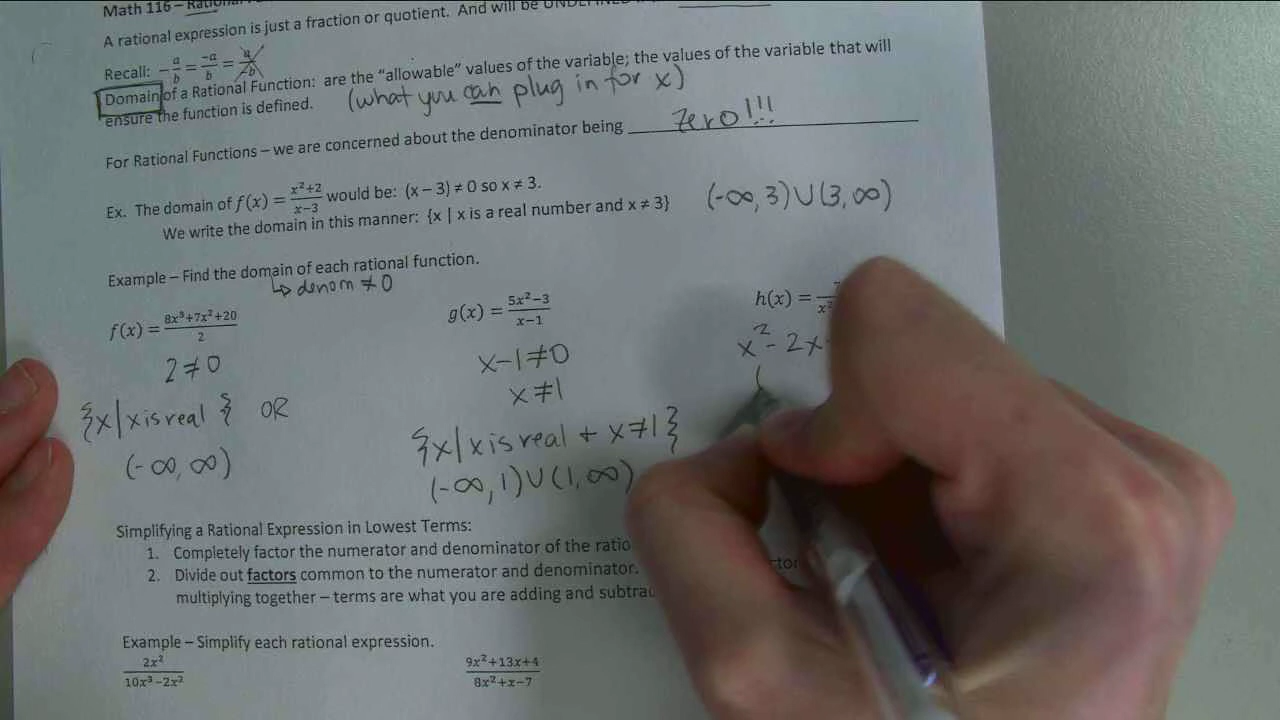 Math 116 – Rational
A rational expression is just a fraction or quotient. And will be UNDEFINED
Recall: -a/b = -a/b = a/-b
Domain of a Rational Function: are the “allowable” values of the variable; the values of the variable that will
ensure the function is defined. (what you can plug in for x)
For Rational Functions – we are concerned about the denominator being zero!!!
Ex. The domain of f(x) = x²+2/x−3 would be: (x – 3) ≠ 0 so x ≠ 3.
We write the domain in this manner: {x | x is a real number and x ≠ 3} (-∞, 3) ∪ (3, ∞)
Example – Find the domain of each rational function.
↳ denom ≠ 0
f(x) = 8x³+7x²+20/2 g(x) = 5x²−3/x−1 h(x) =
2 ≠ 0 x-1 ≠ 0 x² - 2x
x ≠ 1
{x | x is real} OR {x | x is real + x ≠ 1}
(-∞, ∞) (-∞, 1) ∪ (1, ∞)
Simplifying a Rational Expression in Lowest Terms:
1. Completely factor the numerator and denominator of the
2. Divide out factors common to the numerator and denominator.
multiplying together – terms are what you are adding and
Example – Simplify each rational expression.
2x²/10x³−2x² 9x²+13x+4/8x²+x−7